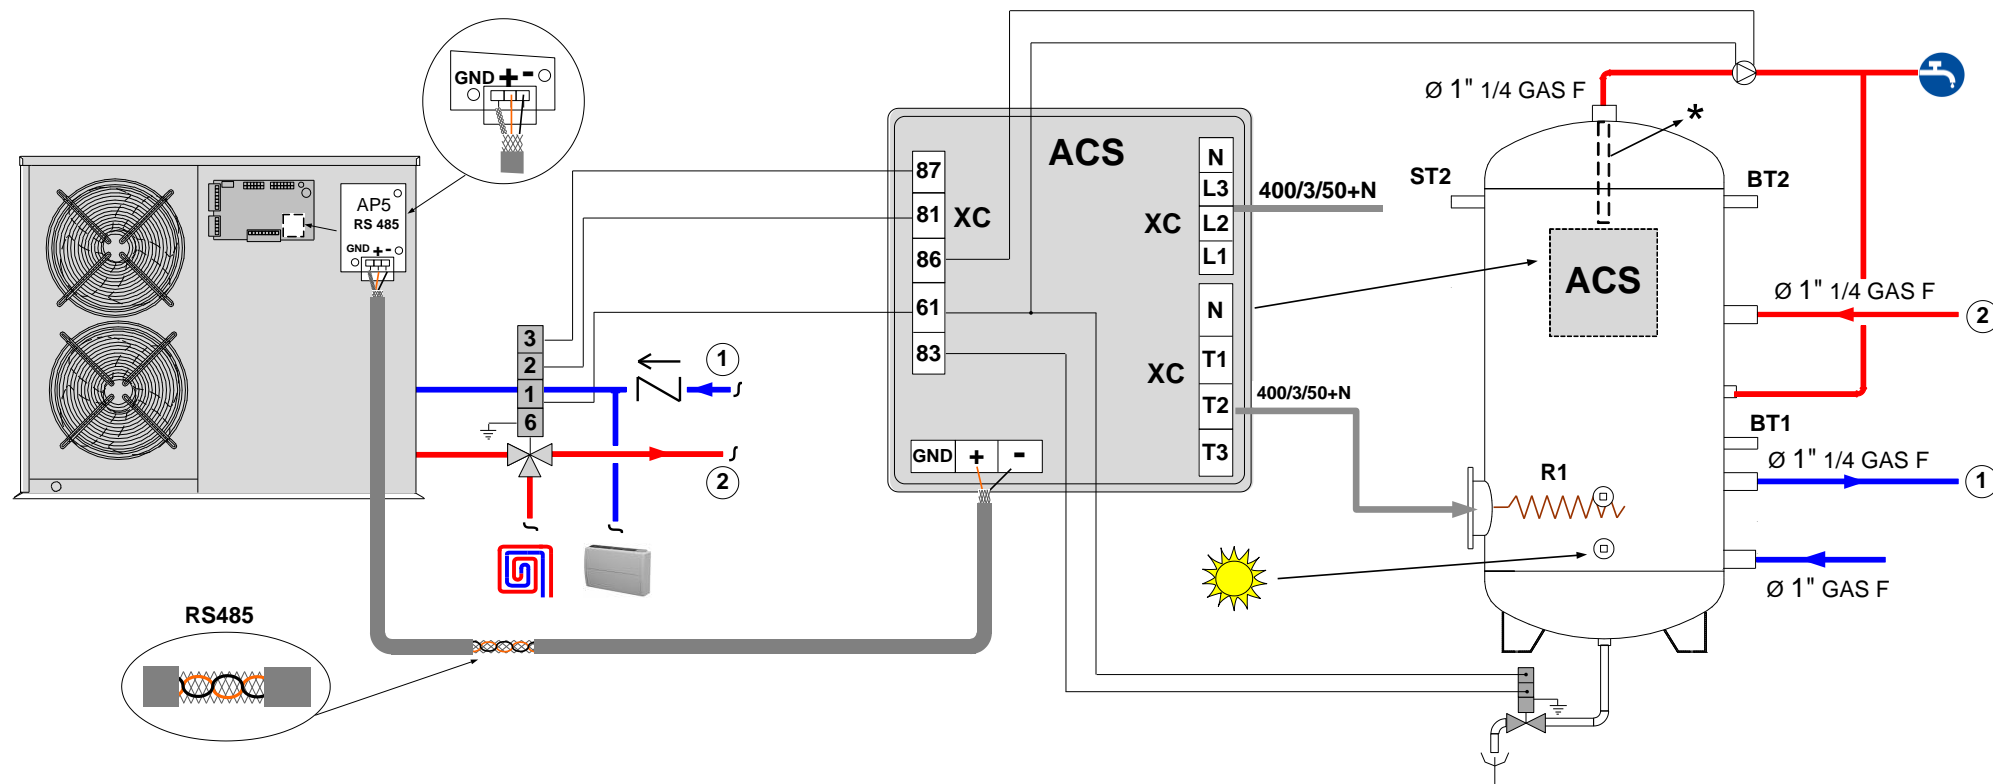 GND + -
AP5
RS 485
GND + -
3
2
1
6
1
2
RS485
ACS
87
81
86
61
83
XC
XC
N
L3
L2
L1
400/3/50+N
XC
N
T1
T2
T3
400/3/50+N
GND + -
Ø 1" 1/4 GAS F
*
ST2
BT2
ACS
Ø 1" 1/4 GAS F
2
BT1
Ø 1" 1/4 GAS F
1
R1
Ø 1" GAS F